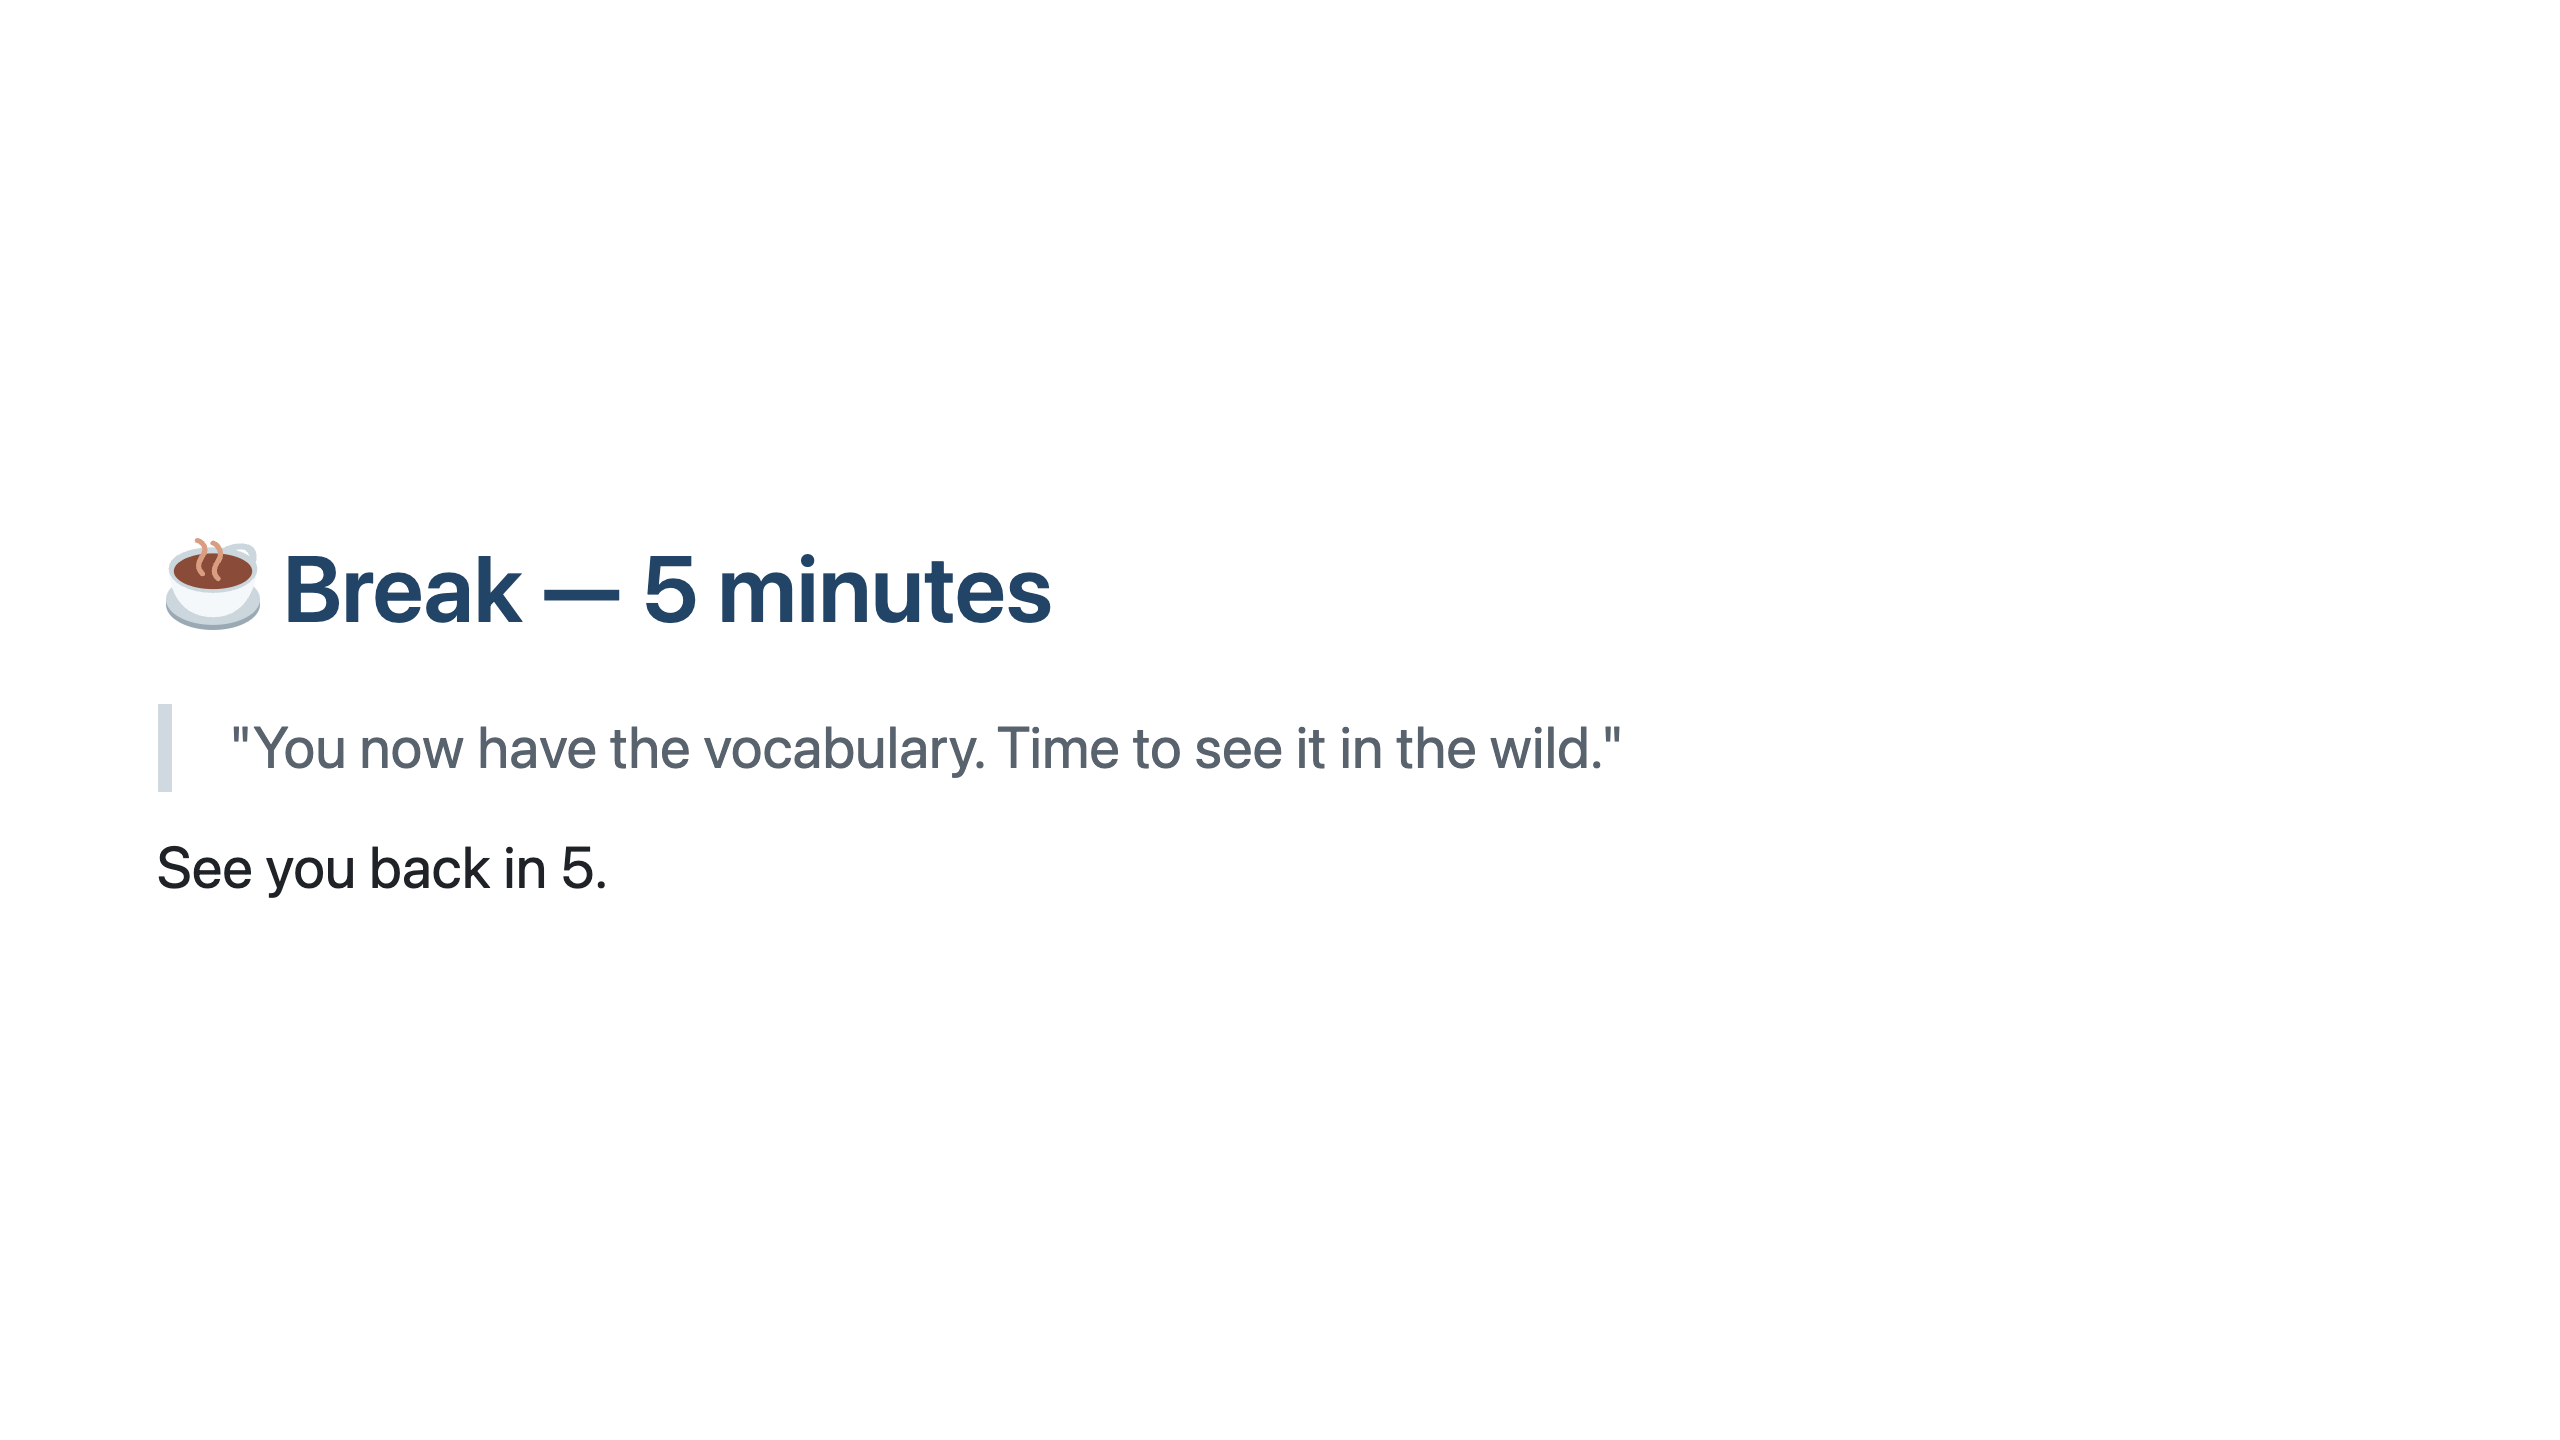 ☕ Break — 5 minutes
"You now have the vocabulary. Time to see it in the wild."
See you back in 5.